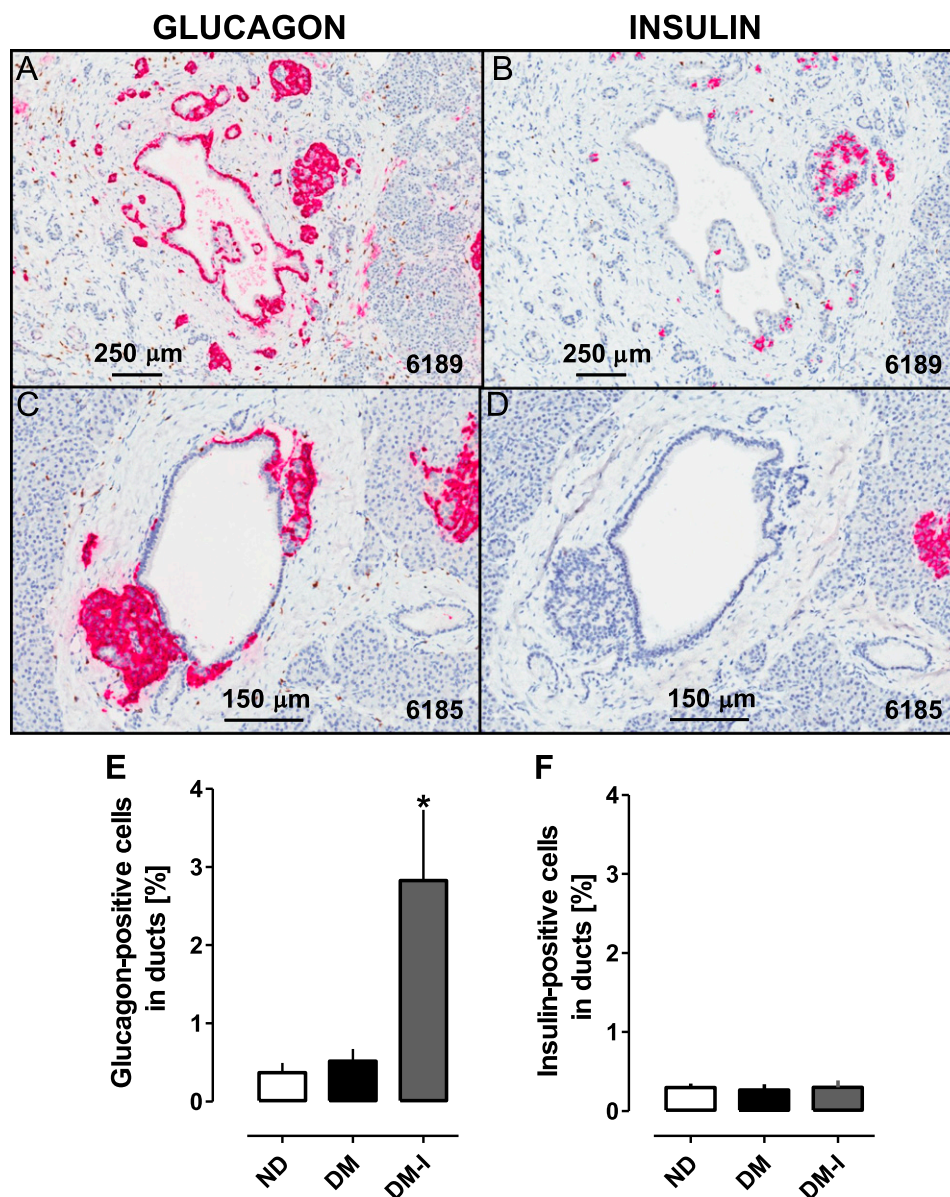 GLUCAGON INSULIN
A B
250 μm 6189 250 μm 6189
C D
150 μm 6185 150 μm 6185
E F
Glucagon-positive cells
in ducts [%]
4
3
2
1
0
ND DM DM-I
*
Insulin-positive cells
in ducts [%]
4
3
2
1
0
ND DM DM-I